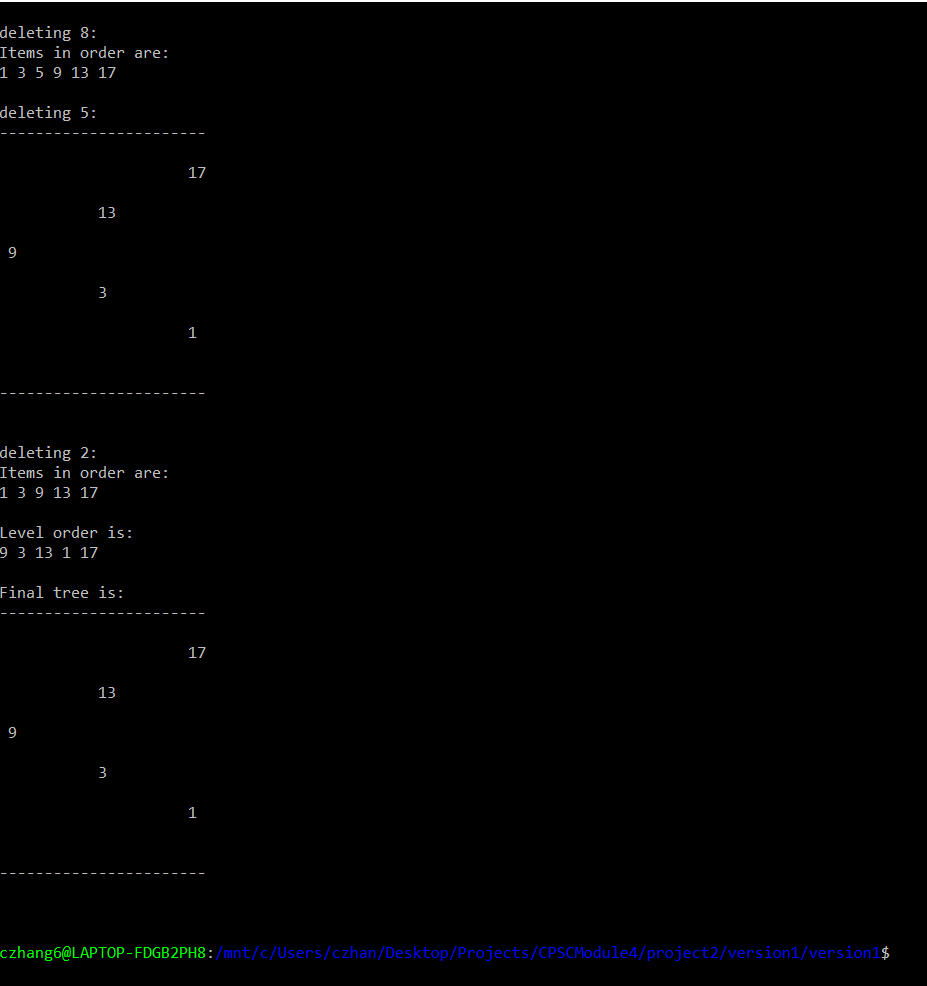 deleting 8:
Items in order are:
1 3 5 9 13 17
deleting 5:
-----------------------
17
13
9
3
1
-----------------------
deleting 2:
Items in order are:
1 3 9 13 17
Level order is:
9 3 13 1 17
Final tree is:
-----------------------
17
13
9
3
1
-----------------------
czhang6@LAPTOP-FDGB2PH8:/mnt/c/Users/czhan/Desktop/Projects/CPSCModule4/project2/version1/version1$